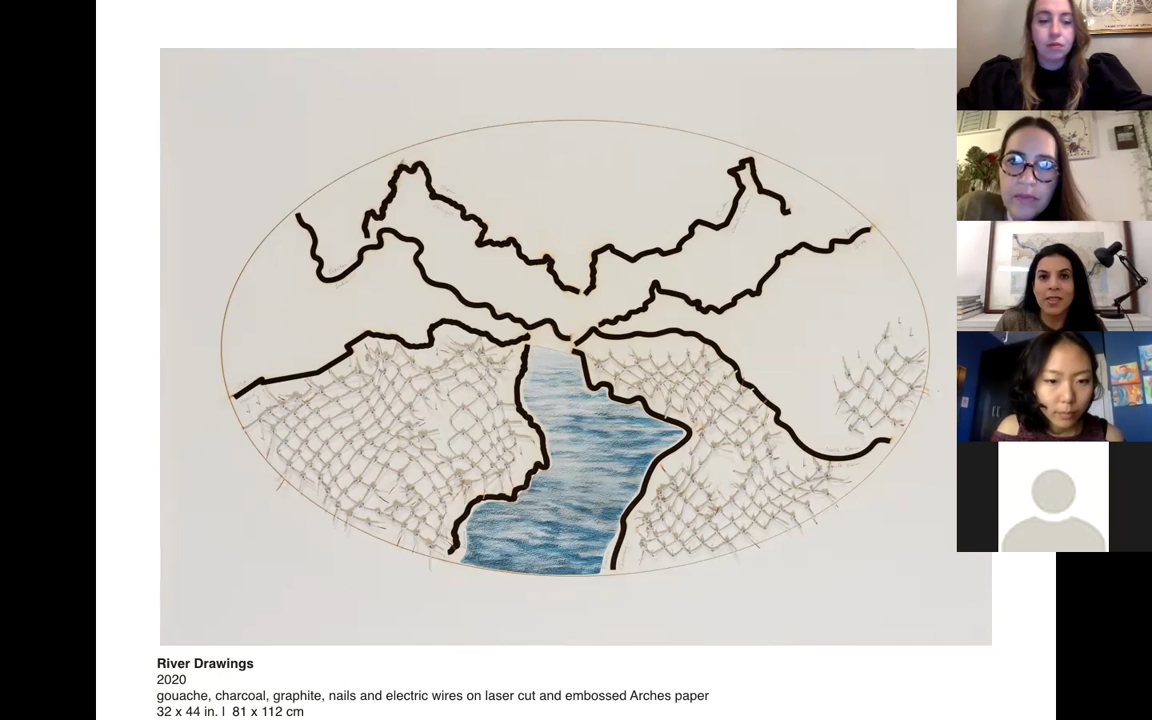 River Drawings
2020
gouache, charcoal, graphite, nails and electric wires on laser cut and embossed Arches paper
32 x 44 in. | 81 x 112 cm